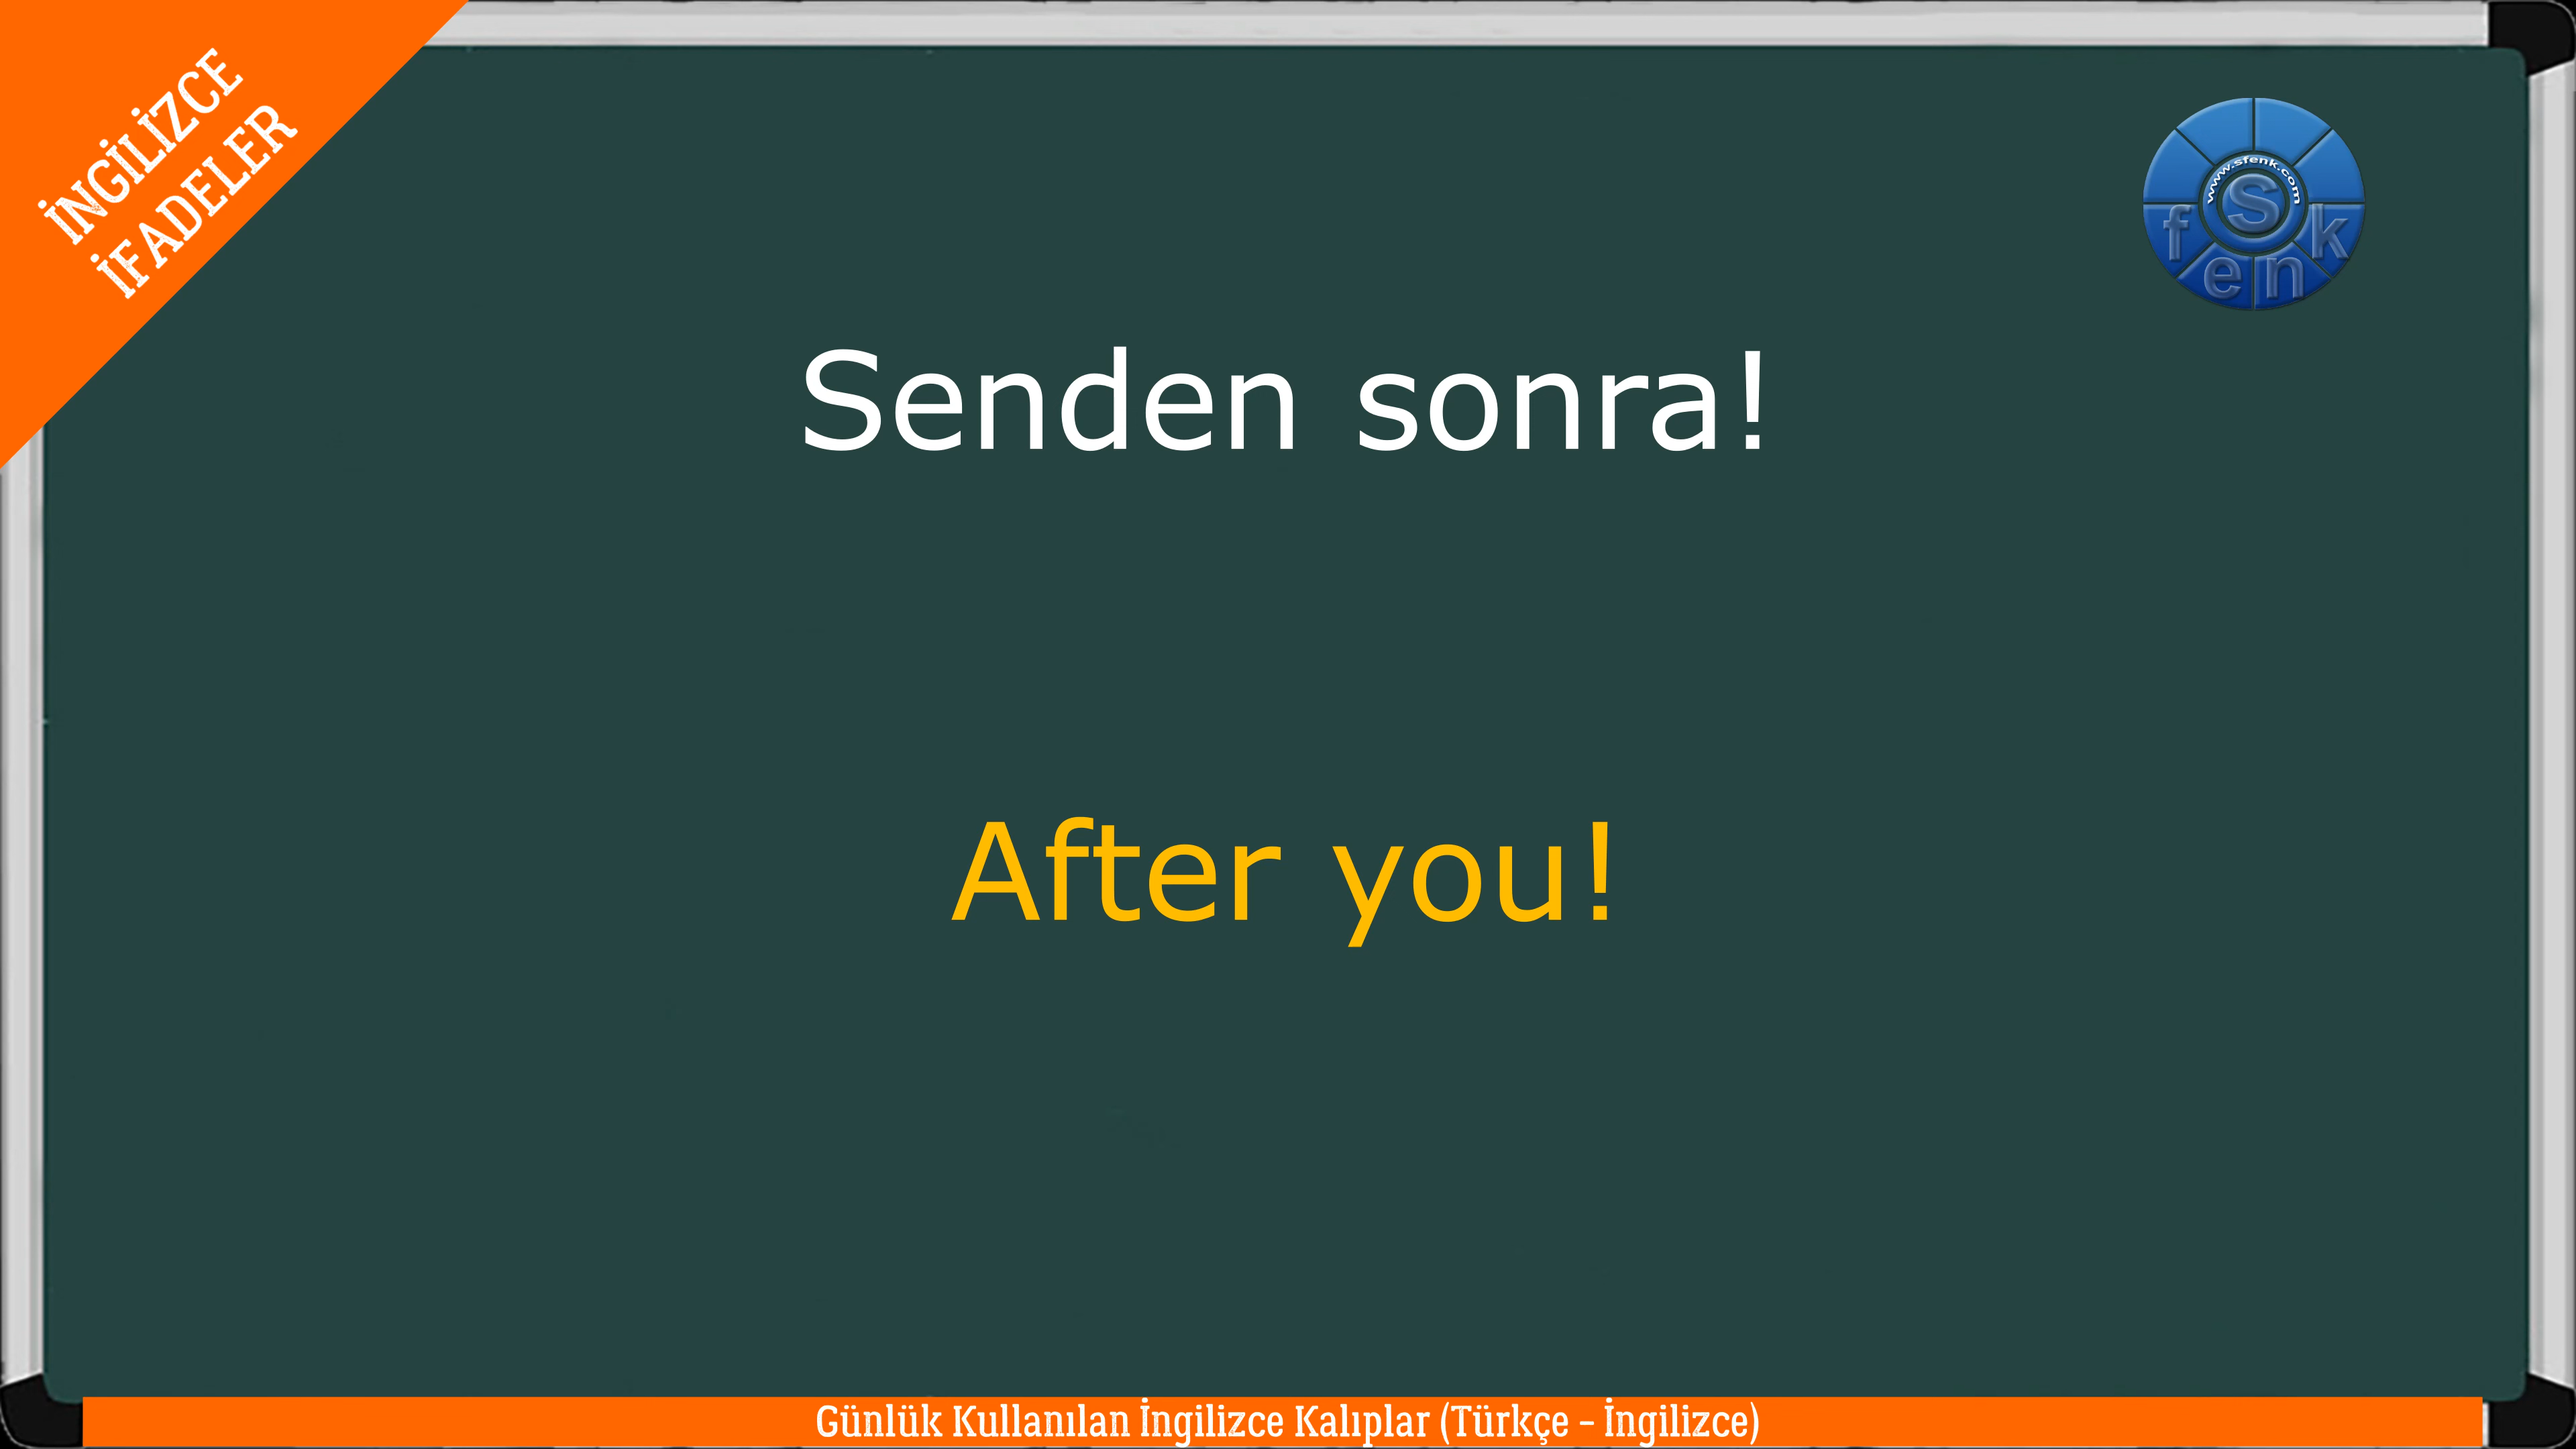 İNGİLİZCE
İFADELER
www.sfenk.com
S
f e n k
Senden sonra!
After you!
Günlük Kullanılan İngilizce Kalıplar (Türkçe – İngilizce)